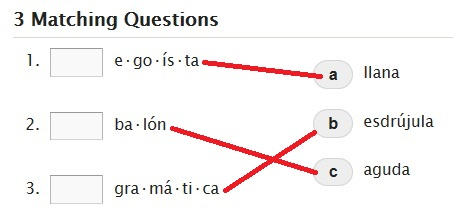 3 Matching Questions
1. e·go·ís·ta
a llana
2. ba·lón
b esdrújula
3. gra·má·ti·ca
c aguda